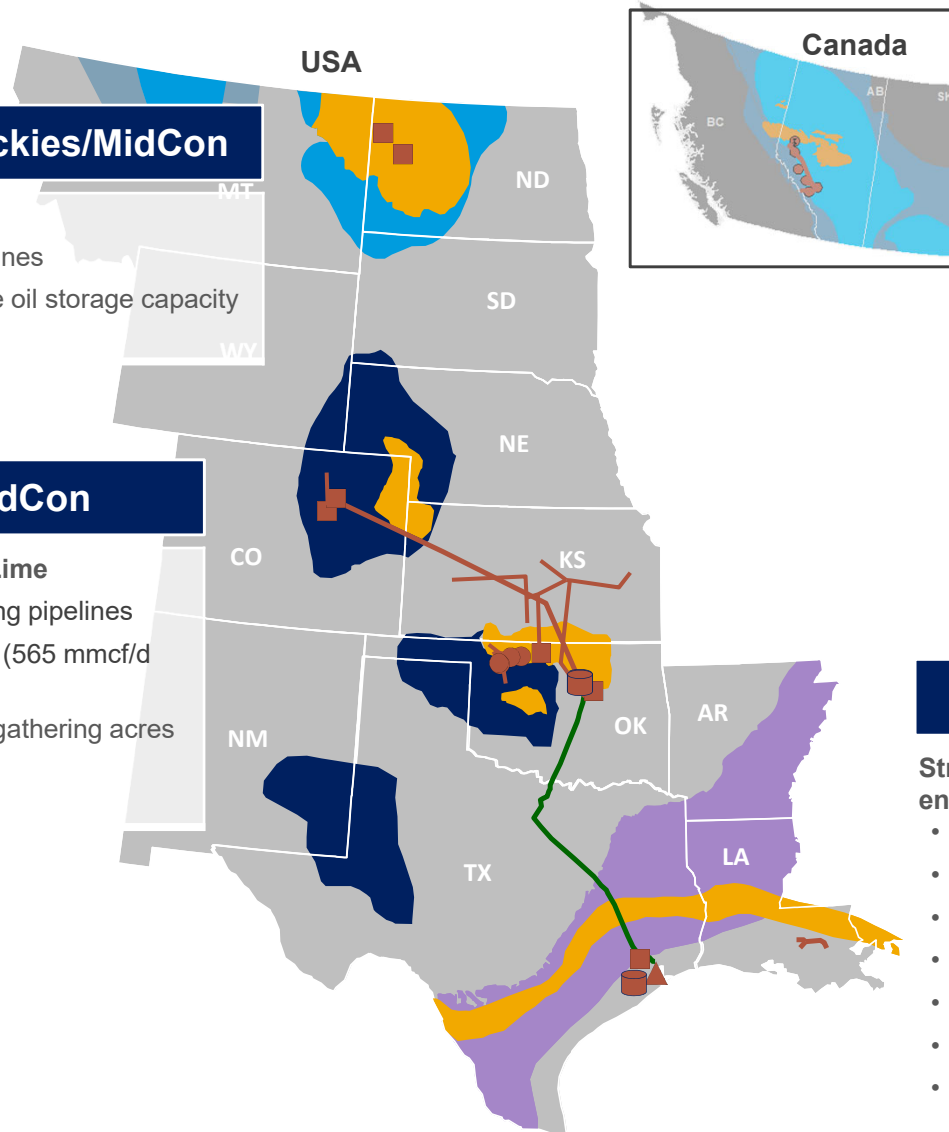 USA
Canada
AB
BC
ckies/MidCon
MT
ND
nes
e oil storage capacity
SD
WY
NE
dCon
CO
KS
Lime
ng pipelines
(565 mmcf/d
gathering acres
NM
OK
AR
TX
LA
Str
en
•
•
•
•
•
•
•